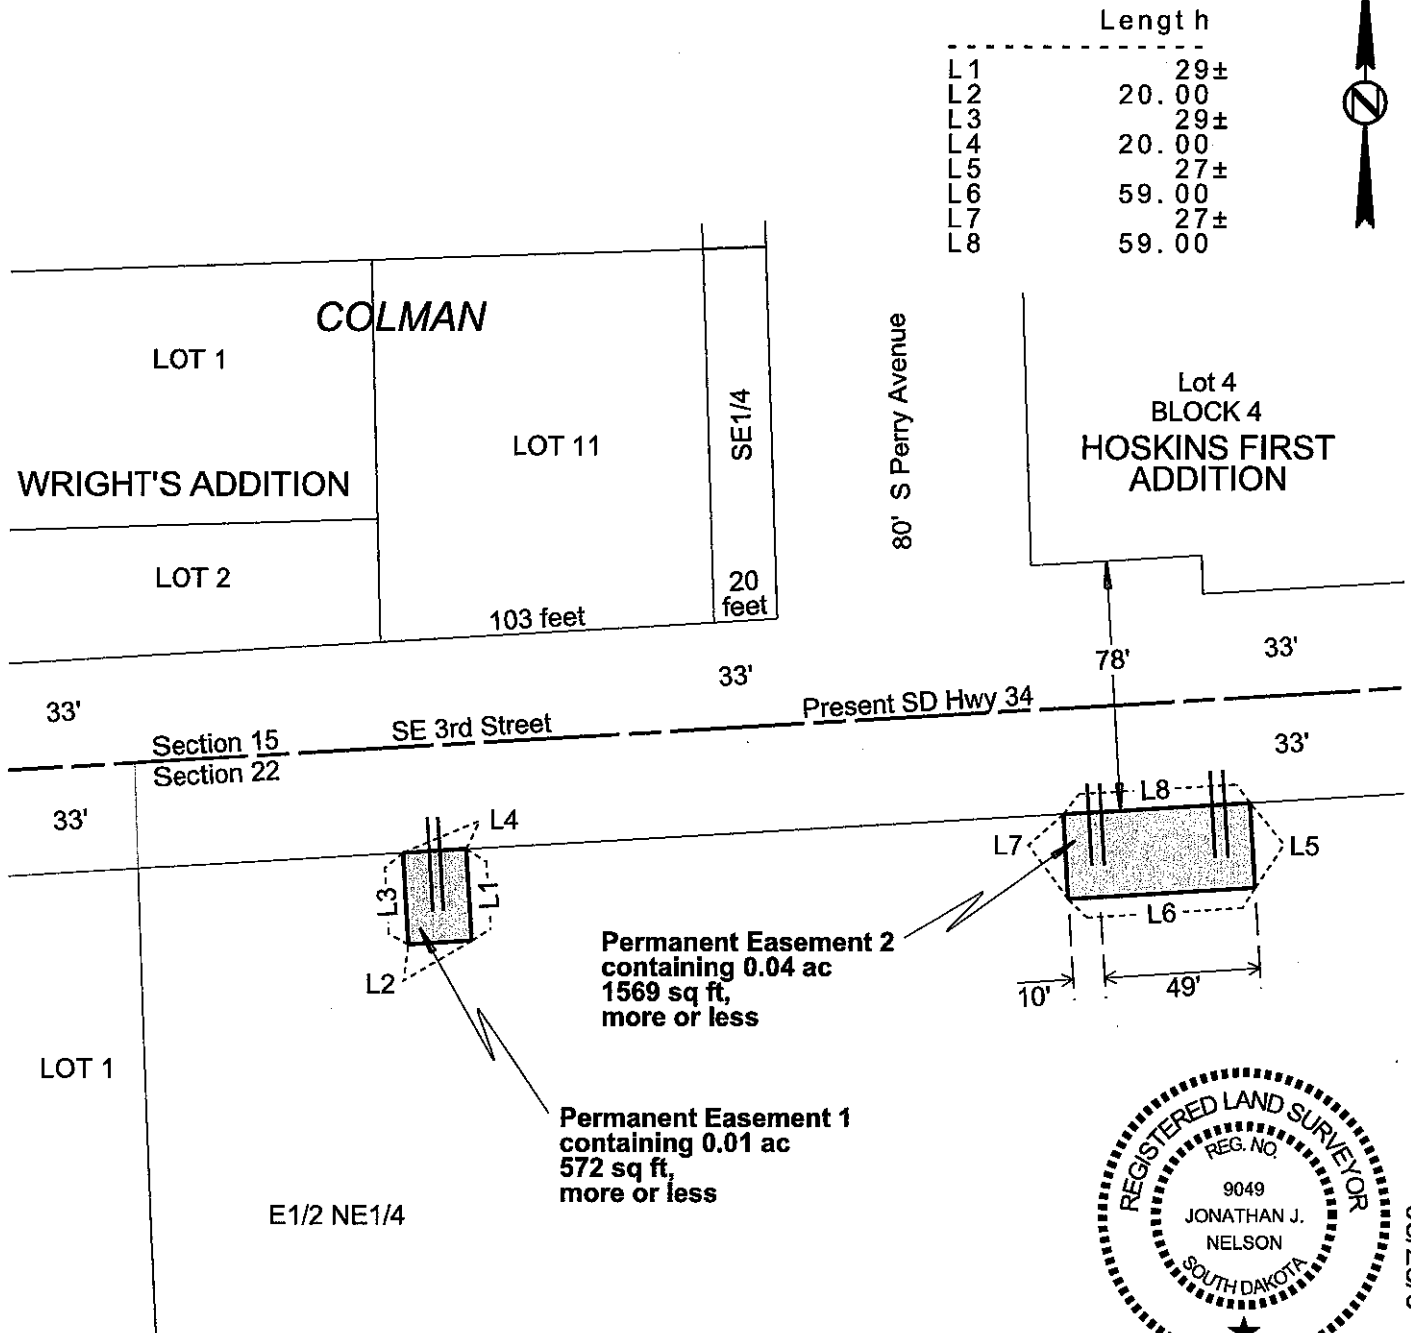 Length
L1 29±
L2 20.00
L3 29±
L4 20.00
L5 27±
L6 59.00
L7 27±
L8 59.00
N
COLMAN
LOT 1
LOT 11
SE1/4
WRIGHT'S ADDITION
LOT 2
103 feet
20
feet
80' S Perry Avenue
Lot 4
BLOCK 4
HOSKINS FIRST
ADDITION
78'
33'
33'
33'
SE 3rd Street
Present SD Hwy 34
Section 15
Section 22
33'
33'
L4
L3
L1
L2
L8
L7
L5
L6
10'
49'
Permanent Easement 2
containing 0.04 ac
1569 sq ft,
more or less
LOT 1
Permanent Easement 1
containing 0.01 ac
572 sq ft,
more or less
E1/2 NE1/4
REGISTERED LAND SURVEYOR
REG. NO.
9049
JONATHAN J.
NELSON
SOUTH DAKOTA